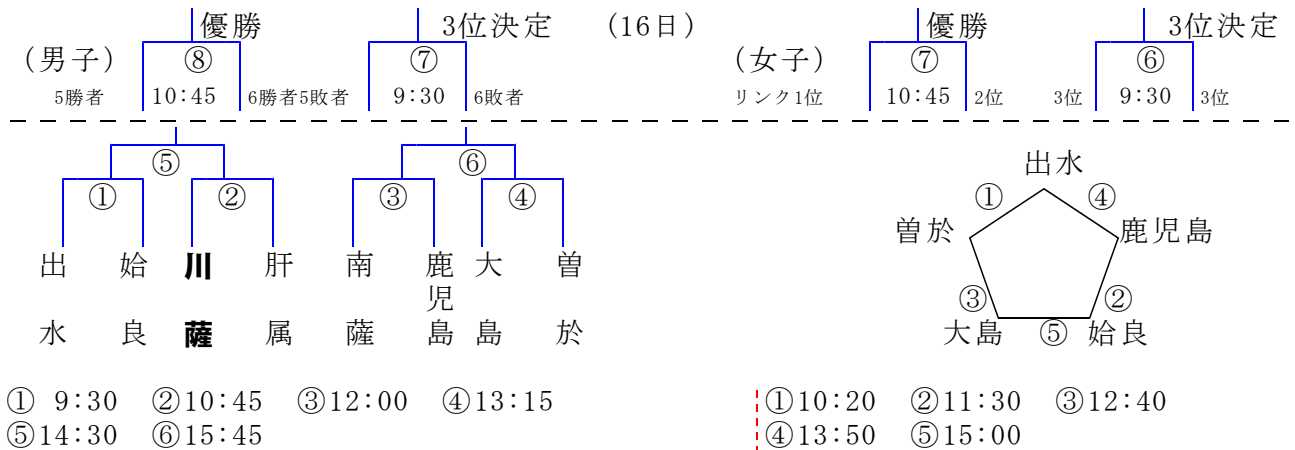 優勝 3位決定 (16日) 優勝 3位決定
(男子) ⑧ ⑦ (女子) ⑦ ⑥
5勝者 10:45 6勝者5敗者 9:30 6敗者 リンク1位 10:45 2位 3位 9:30 3位
⑤ ⑥
① ② ③ ④
出水 姶良 川薩 肝属 南薩 鹿児島 大島 曽於
出水
① ④
曽於 鹿児島
③ ②
大島 ⑤ 姶良
① 9:30 ②10:45 ③12:00 ④13:15
⑤14:30 ⑥15:45
①10:20 ②11:30 ③12:40
④13:50 ⑤15:00